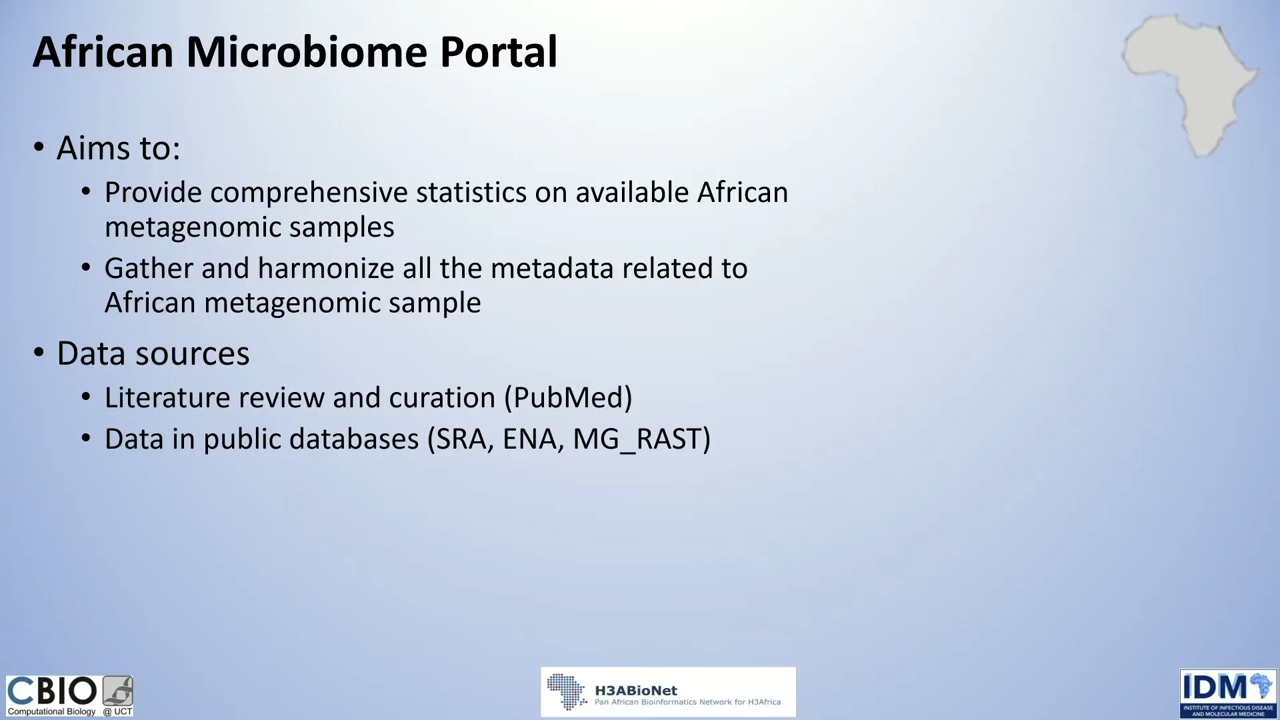 African Microbiome Portal
• Aims to:
• Provide comprehensive statistics on available African
metagenomic samples
• Gather and harmonize all the metadata related to
African metagenomic sample
• Data sources
• Literature review and curation (PubMed)
• Data in public databases (SRA, ENA, MG_RAST)
CBIO
Computational Biology @ UCT
H3ABioNet
Pan African Bioinformatics Network for H3Africa
IDM
INSTITUTE OF INFECTIOUS DISEASE
AND MOLECULAR MEDICINE